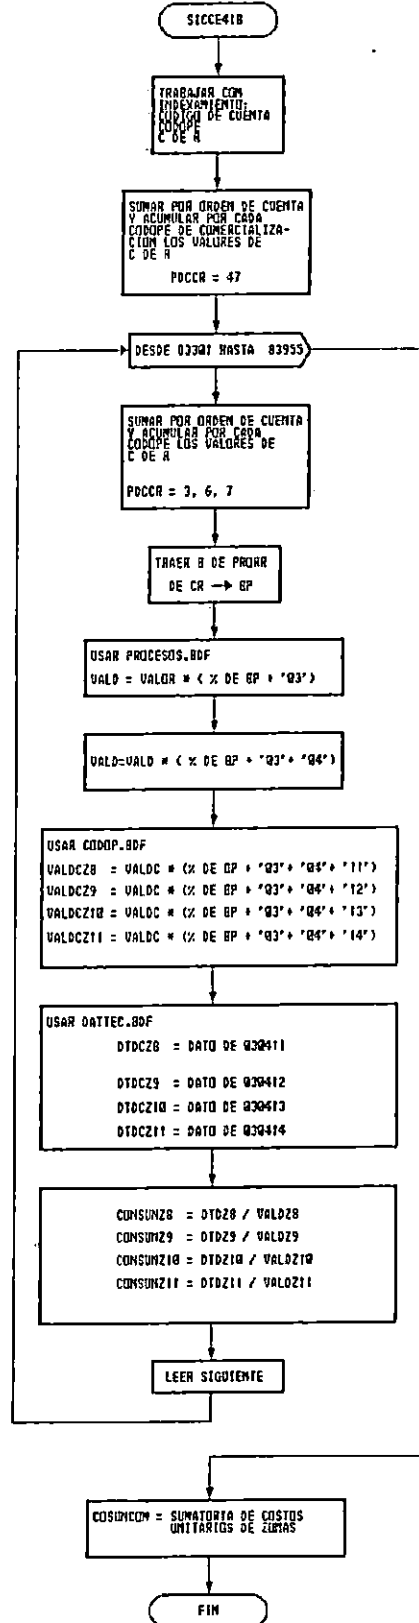 SICCE41B
TRABAJAR CON
INDEXAMIENTO:
CODIGO DE CUENTA
CODOPE
C DE R
SUMAR POR ORDEN DE CUENTA
Y ACUMULAR POR CADA
CODOPE DE COMERCIALIZA-
CION LOS VALORES DE
C DE R
PDCCR = 47
DESDE 03301 HASTA 83955
SUMAR POR ORDEN DE CUENTA
Y ACUMULAR POR CADA
CODOPE LOS VALORES DE
C DE R
PDCCR = 3, 6, 7
TRAER B DE PRORR
DE CR → BP
USAR PROCESOS.BDF
VALD = VALOR * ( % DE BP + "03")
VALD=VALD * ( % DE BP + "03"+ "04")
USAR CODOP.BDF
VALDCZ8 = VALDC * (% DE BP + "03"+ "04"+ "11")
VALDCZ9 = VALDC * (% DE BP + "03"+ "04"+ "12")
VALDCZ10 = VALDC * (% DE BP + "03"+ "04"+ "13")
VALDCZ11 = VALDC * (% DE BP + "03"+ "04"+ "14")
USAR DATTEC.BDF
DTDCZ8 = DATO DE 030411
DTDCZ9 = DATO DE 030412
DTDCZ10 = DATO DE 030413
DTDCZ11 = DATO DE 030414
CONSUNZ8 = DTDZ8 / VALDZ8
CONSUNZ9 = DTDZ9 / VALDZ9
CONSUNZ10 = DTDZ10 / VALDZ10
CONSUNZ11 = DTDZ11 / VALDZ11
LEER SIGUIENTE
COSUNCOM = SUMATORIA DE COSTOS
UNITARIOS DE ZONAS
FIN